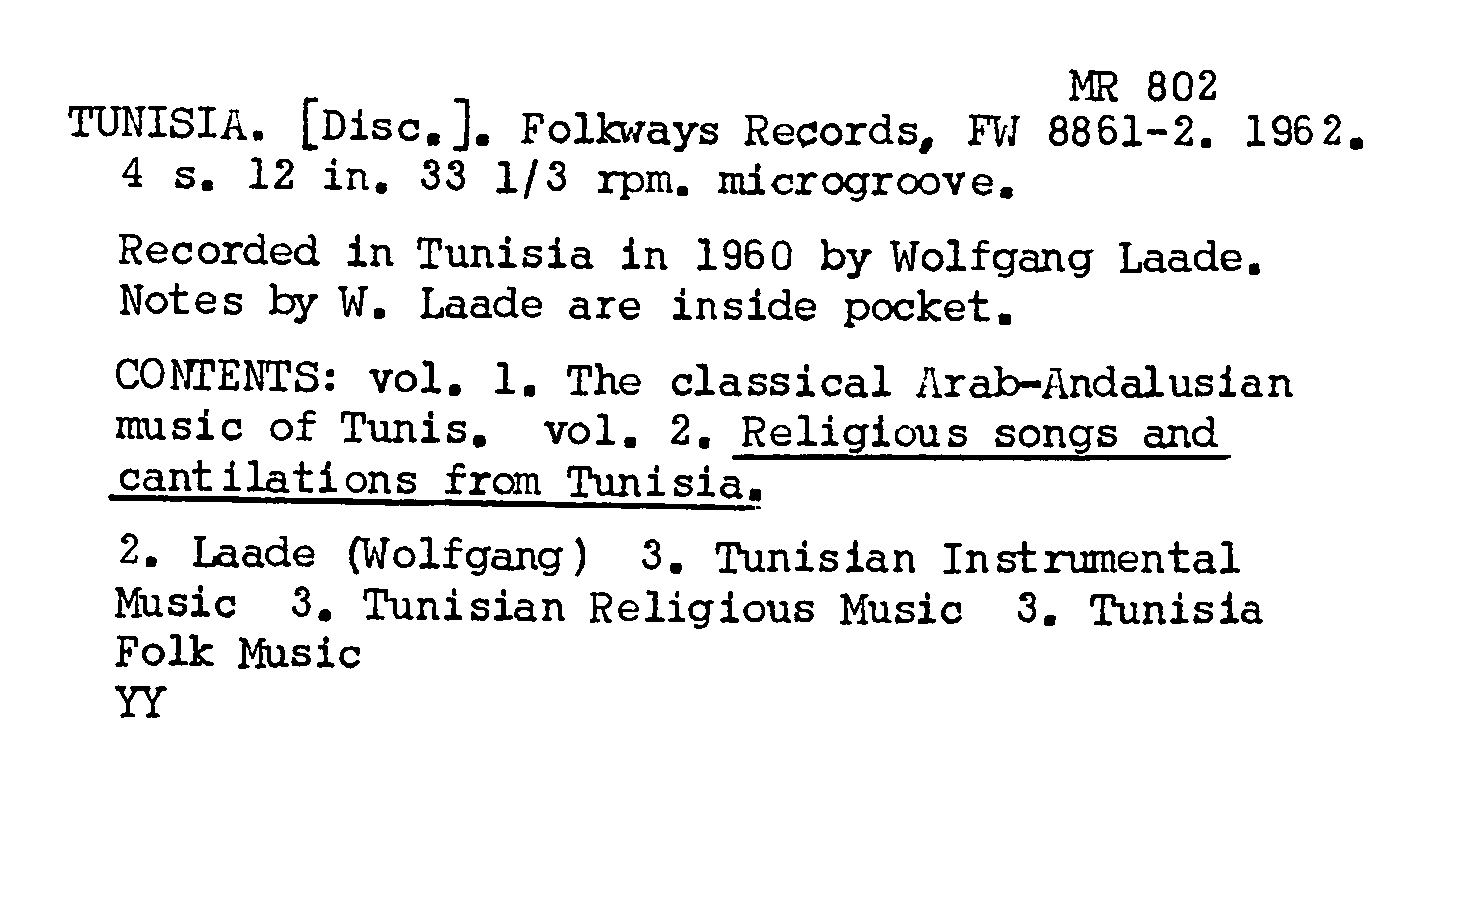 MR 802
TUNISIA. [Disc.]. Folkways Records, FW 8861-2. 1962.
4 s. 12 in. 33 1/3 rpm. microgroove.
Recorded in Tunisia in 1960 by Wolfgang Laade.
Notes by W. Laade are inside pocket.
CONTENTS: vol. 1. The classical Arab-Andalusian
music of Tunis. vol. 2. Religious songs and
cantilations from Tunisia.
2. Laade (Wolfgang) 3. Tunisian Instrumental
Music 3. Tunisian Religious Music 3. Tunisia
Folk Music
YY